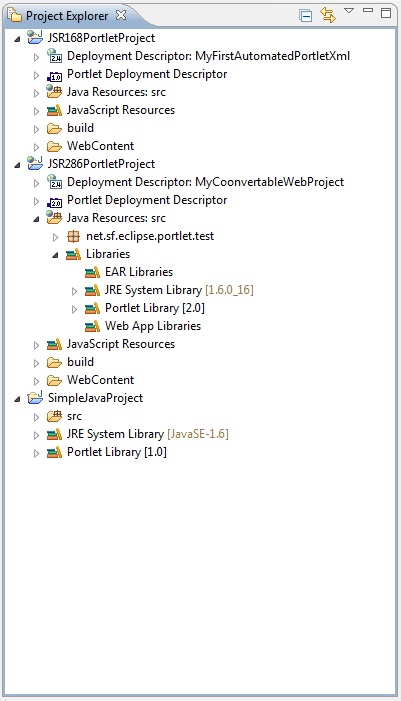 Project Explorer
JSR168PortletProject
Deployment Descriptor: MyFirstAutomatedPortletXml
Portlet Deployment Descriptor
Java Resources: src
JavaScript Resources
build
WebContent
JSR286PortletProject
Deployment Descriptor: MyCoonvertableWebProject
Portlet Deployment Descriptor
Java Resources: src
net.sf.eclipse.portlet.test
Libraries
EAR Libraries
JRE System Library [1.6.0_16]
Portlet Library [2.0]
Web App Libraries
JavaScript Resources
build
WebContent
SimpleJavaProject
src
JRE System Library [JavaSE-1.6]
Portlet Library [1.0]